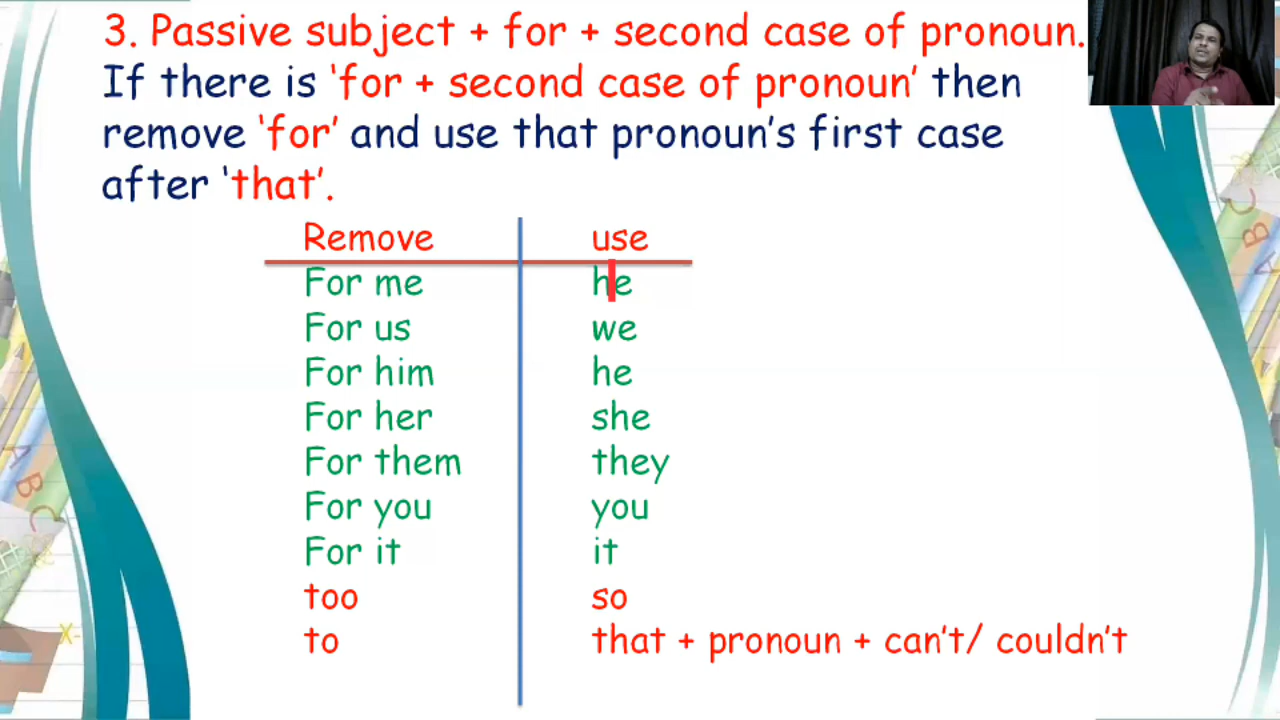 3. Passive subject + for + second case of pronoun.
If there is ‘for + second case of pronoun’ then
remove ‘for’ and use that pronoun’s first case
after ‘that’.
Remove use
For me he
For us we
For him he
For her she
For them they
For you you
For it it
too so
to that + pronoun + can’t/ couldn’t
A
B
C
X-
C
B